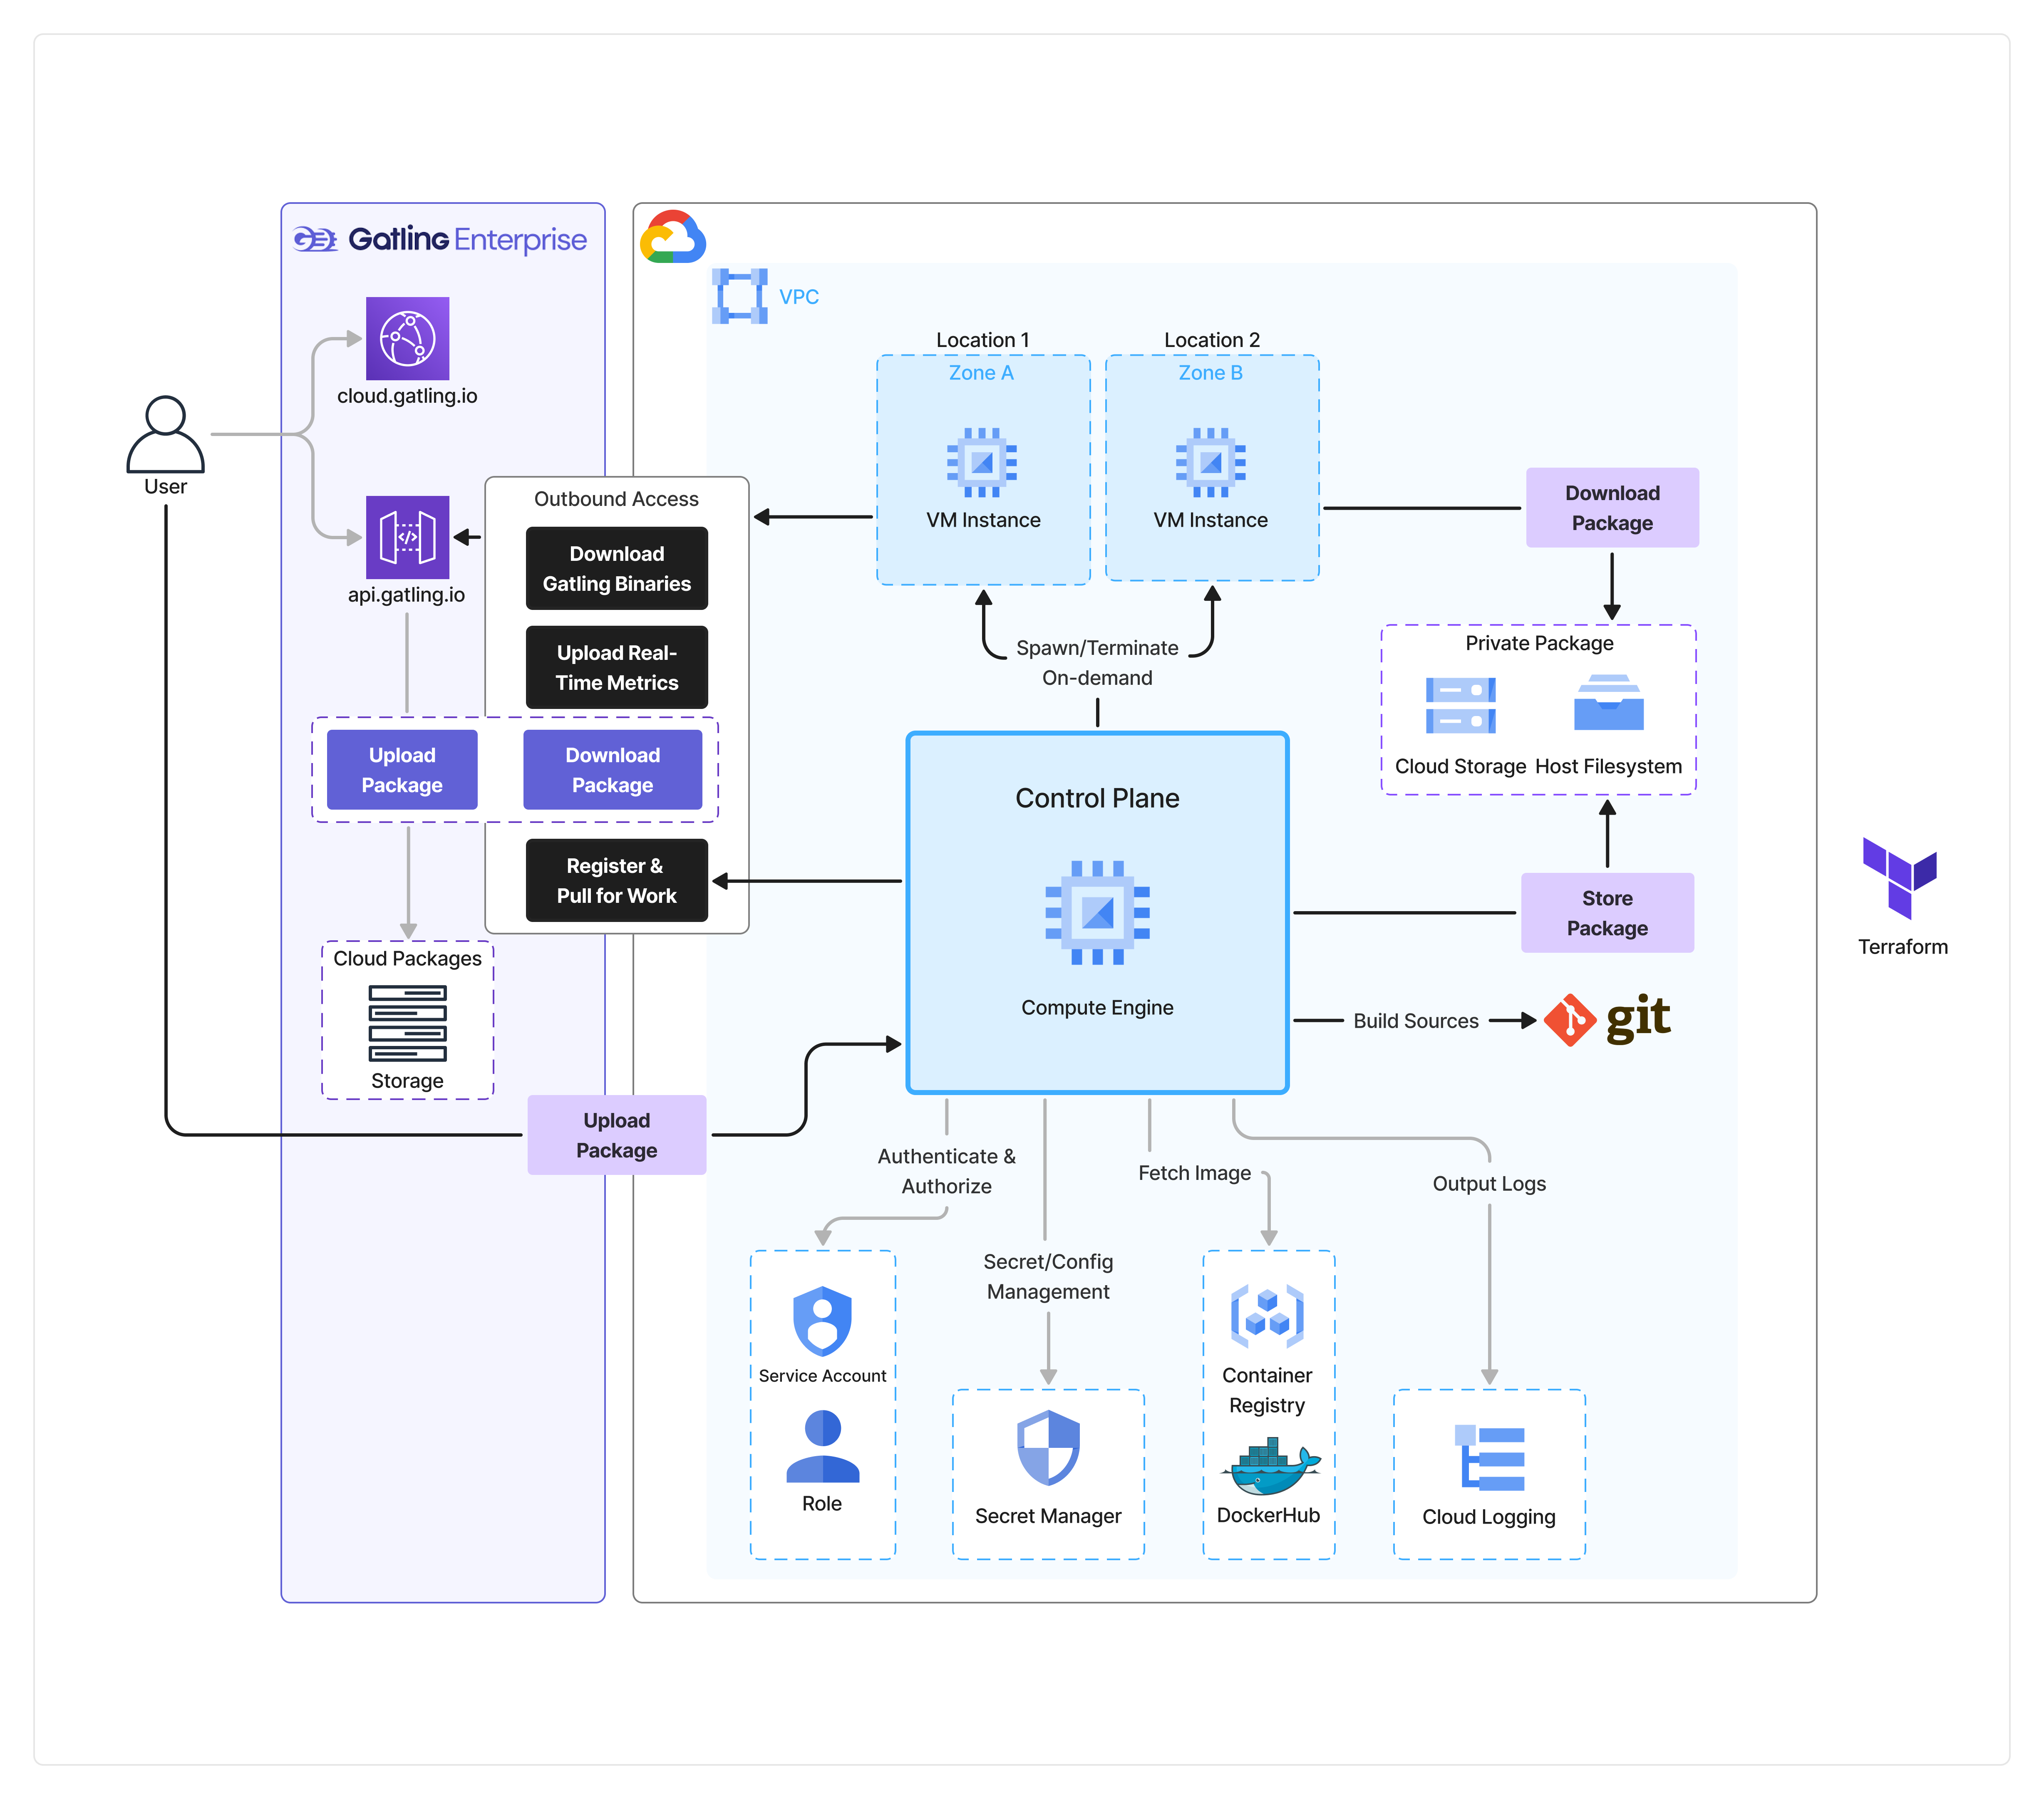 Gatling Enterprise
cloud.gatling.io
User
api.gatling.io
Outbound Access
Download
Gatling Binaries
Upload Real-
Time Metrics
Upload
Package
Download
Package
Register &
Pull for Work
Cloud Packages
Storage
Upload
Package
VPC
Location 1
Zone A
VM Instance
Location 2
Zone B
VM Instance
Spawn/Terminate
On-demand
Download
Package
Private Package
Cloud Storage
Host Filesystem
Control Plane
Compute Engine
Store
Package
Build Sources
git
Terraform
Authenticate &
Authorize
Secret/Config
Management
Fetch Image
Output Logs
Service Account
Role
Secret Manager
Container
Registry
DockerHub
Cloud Logging